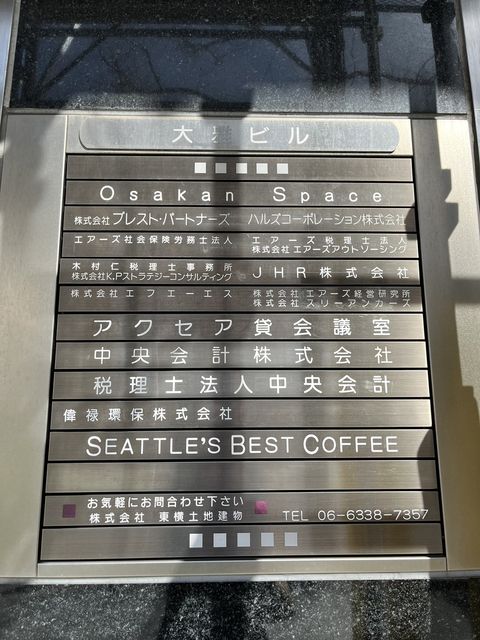 大岩ビル
Osakan Space
株式会社プレスト・パートナーズ ハルズコーポレーション株式会社
エアーズ社会保険労務士法人 エアーズ税理士法人
株式会社エアーズアウトソーシング
木村仁税理士事務所 JHR株式会社
株式会社K.Pストラテジーコンサルティング
株式会社エフエーエス 株式会社エアーズ経営研究所
株式会社スリーアンカーズ
アクセア貸会議室
中央会計株式会社
税理士法人中央会計
偉禄環保株式会社
SEATTLE'S BEST COFFEE
お気軽にお問合わせ下さい
株式会社 東横土地建物 TEL 06-6338-7357